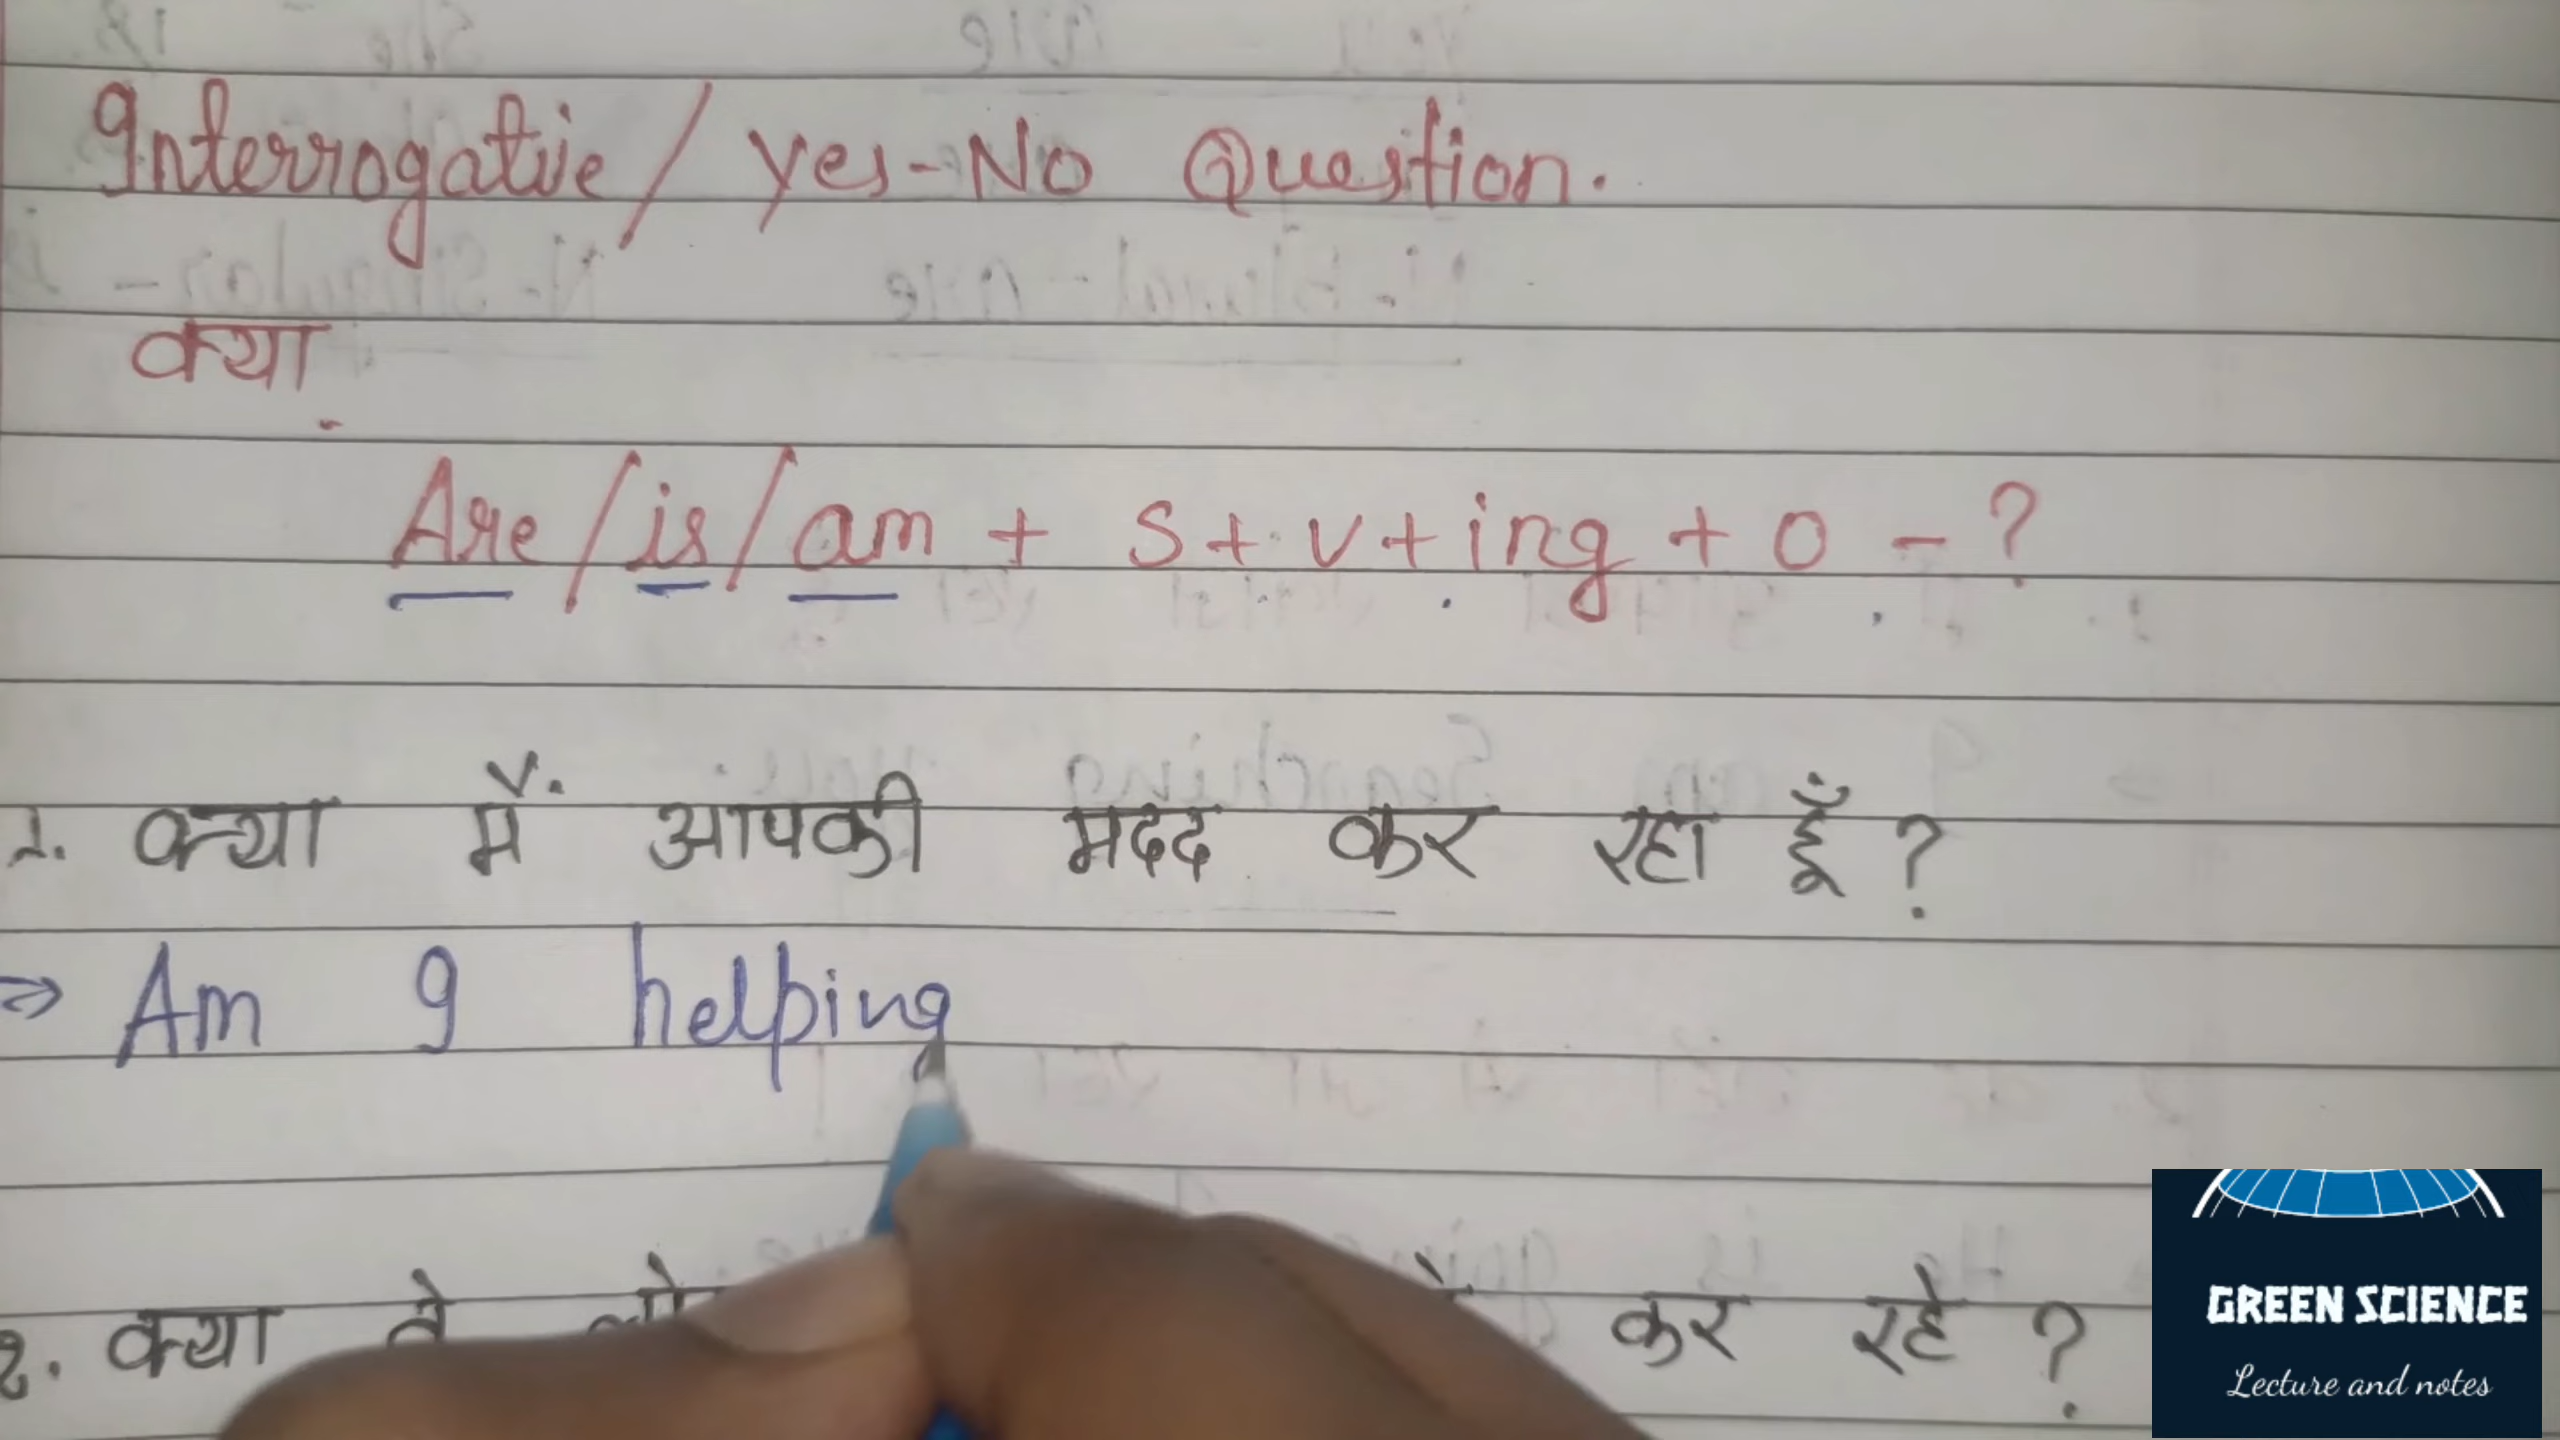 Interrogative / Yes-No Question.
क्या
Are / is / am + S + V + ing + O - ?
1. क्या में आपकी मदद कर रहा हूँ ?
⇒ Am I helping
२. क्या वे कर रहे ?
GREEN SCIENCE
Lecture and notes